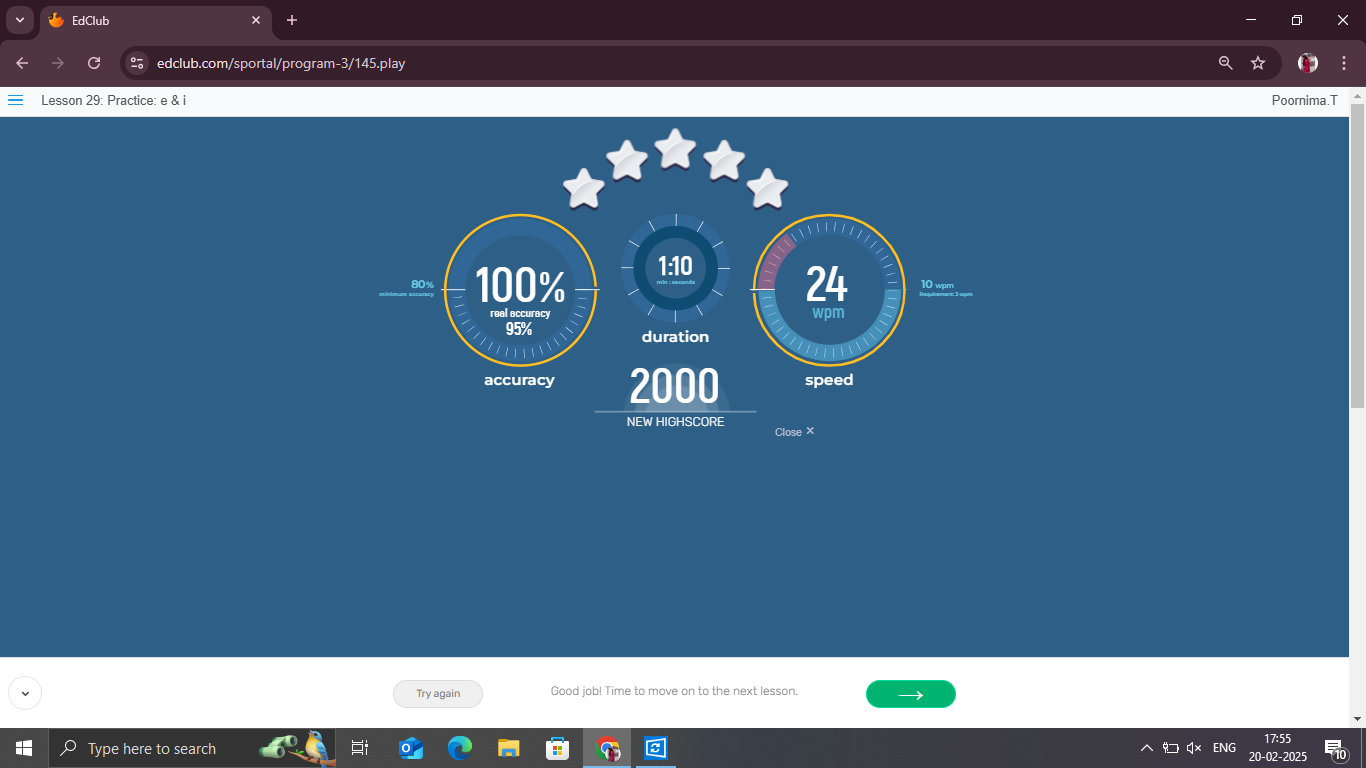 EdClub
edclub.com/sportal/program-3/145.play
Lesson 29: Practice: e & i
Poornima.T
80%
minimum accuracy
100%
real accuracy
95%
accuracy
1:10
min : seconds
duration
24
wpm
speed
10 wpm
Requirement: 3 wpm
2000
NEW HIGHSCORE
Close ×
Try again
Good job! Time to move on to the next lesson.
Type here to search
ENG
17:55
20-02-2025
10